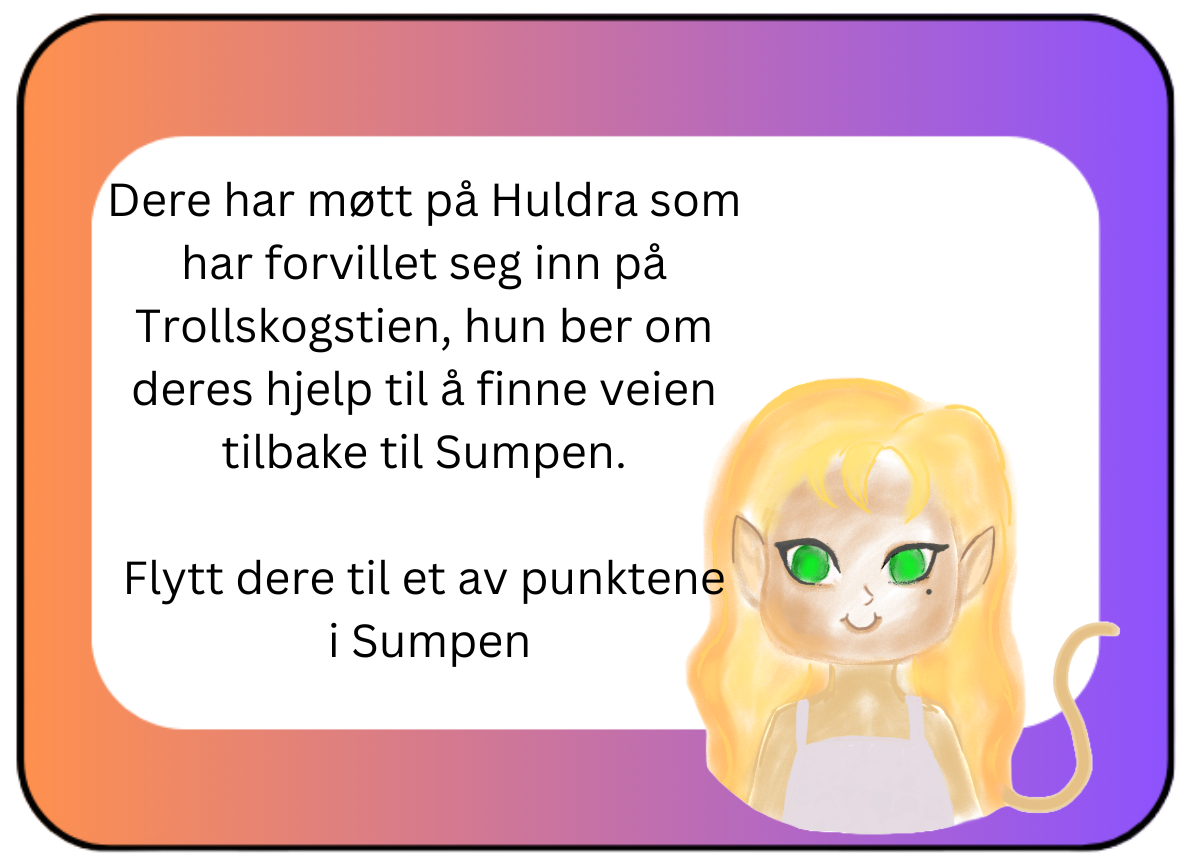 Dere har møtt på Huldra som
har forvillet seg inn på
Trollskogstien, hun ber om
deres hjelp til å finne veien
tilbake til Sumpen.
Flytt dere til et av punktene
i Sumpen